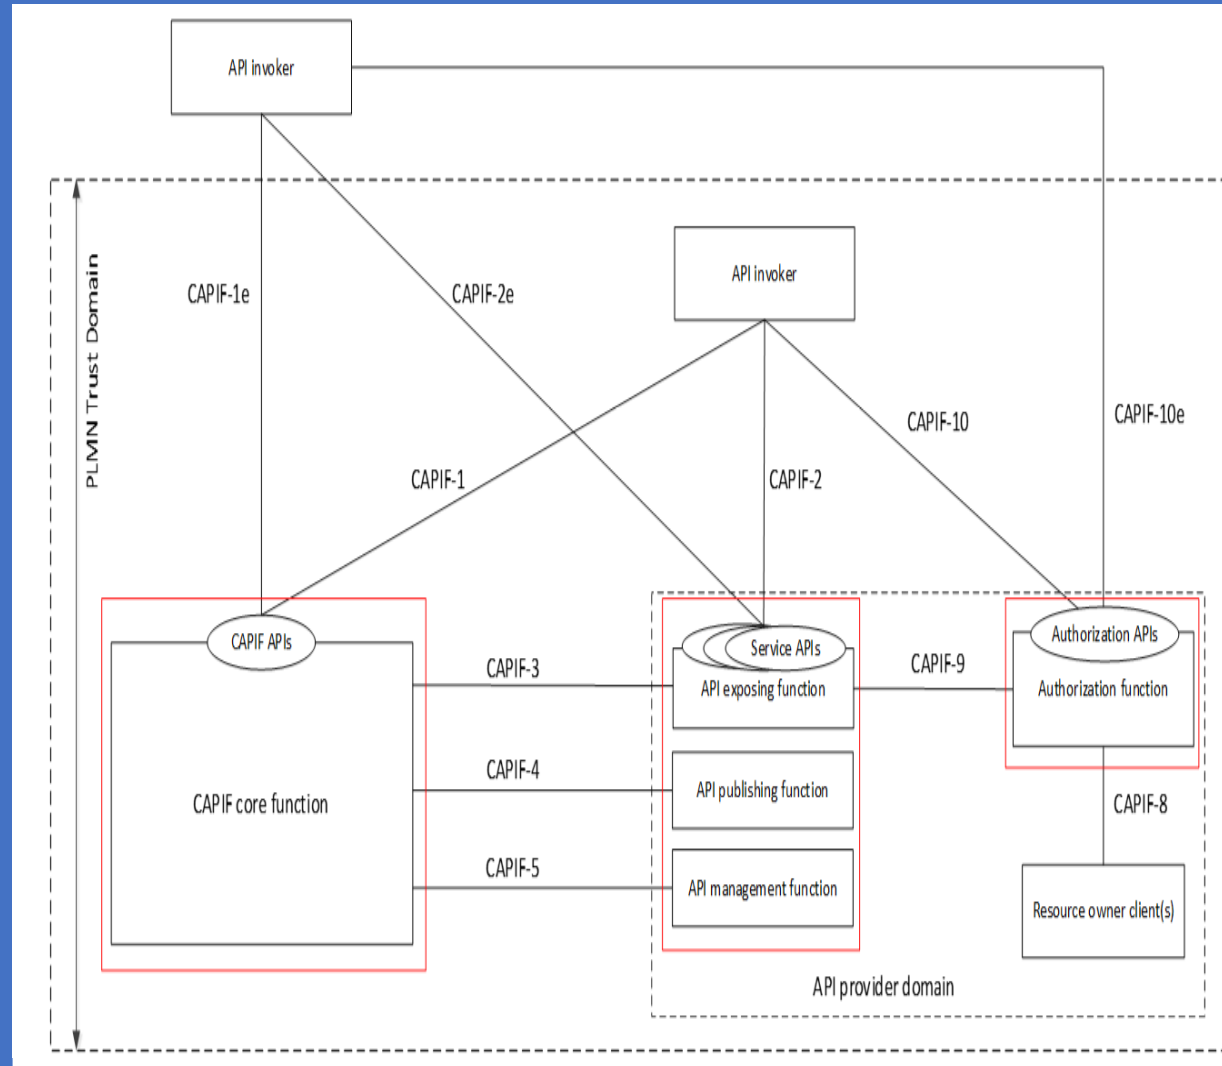 API invoker
PLMN Trust Domain
API invoker
CAPIF-1e
CAPIF-2e
CAPIF-10e
CAPIF-10
CAPIF-1
CAPIF-2
CAPIF APIs
Service APIs
Authorization APIs
CAPIF-3
API exposing function
CAPIF-9
Authorization function
CAPIF-4
API publishing function
CAPIF core function
CAPIF-8
CAPIF-5
API management function
Resource owner client(s)
API provider domain